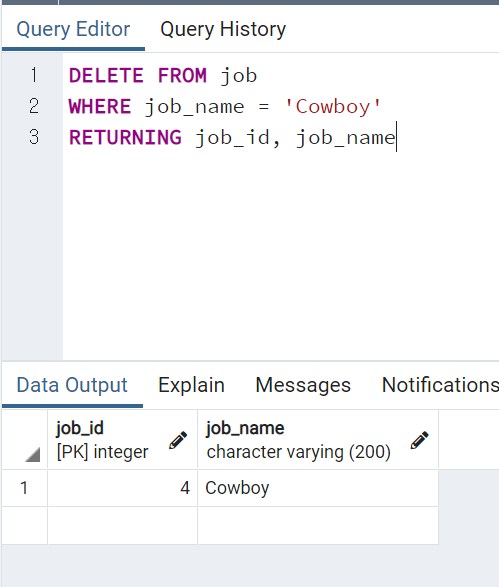 Query Editor Query History
1 DELETE FROM job
2 WHERE job_name = 'Cowboy'
3 RETURNING job_id, job_name
Data Output Explain Messages Notifications
job_id job_name
[PK] integer character varying (200)
1 4 Cowboy